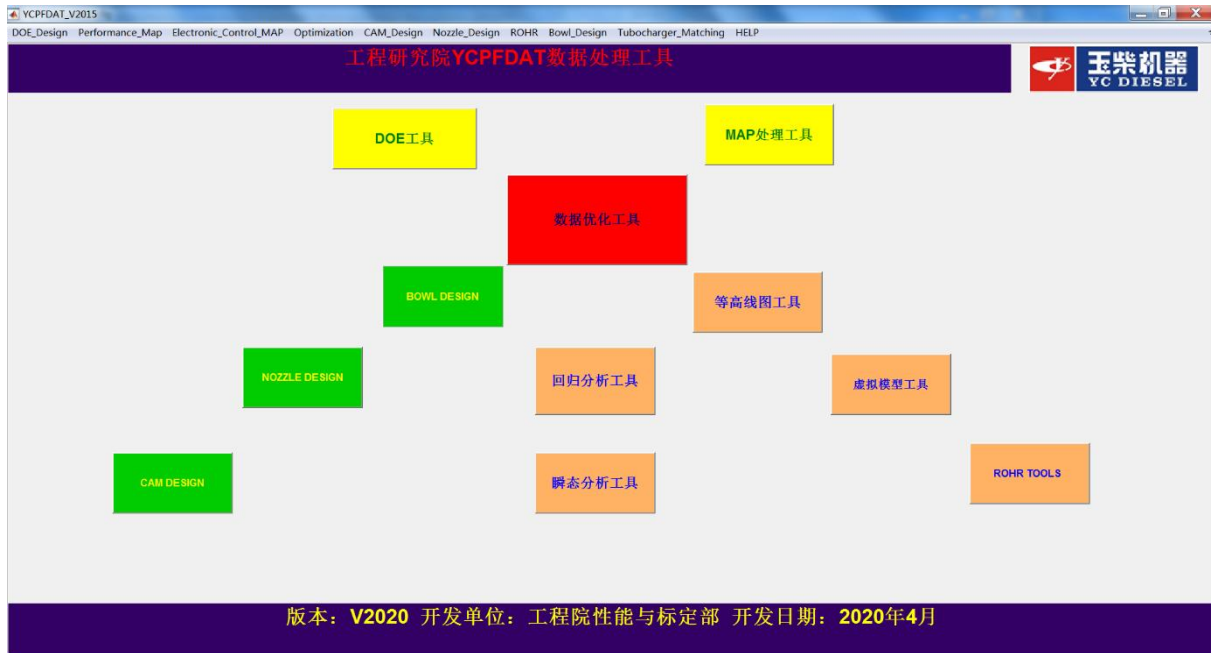 YCPFDAT_V2015
DOE_Design Performance_Map Electronic_Control_MAP Optimization CAM_Design Nozzle_Design ROHR Bowl_Design Tubocharger_Matching HELP
工程研究院YCPFDAT数据处理工具
玉柴机器
YC DIESEL
DOE工具
MAP处理工具
数据优化工具
BOWL DESIGN
等高线图工具
NOZZLE DESIGN
回归分析工具
虚拟模型工具
CAM DESIGN
瞬态分析工具
ROHR TOOLS
版本：V2020 开发单位：工程院性能与标定部 开发日期：2020年4月